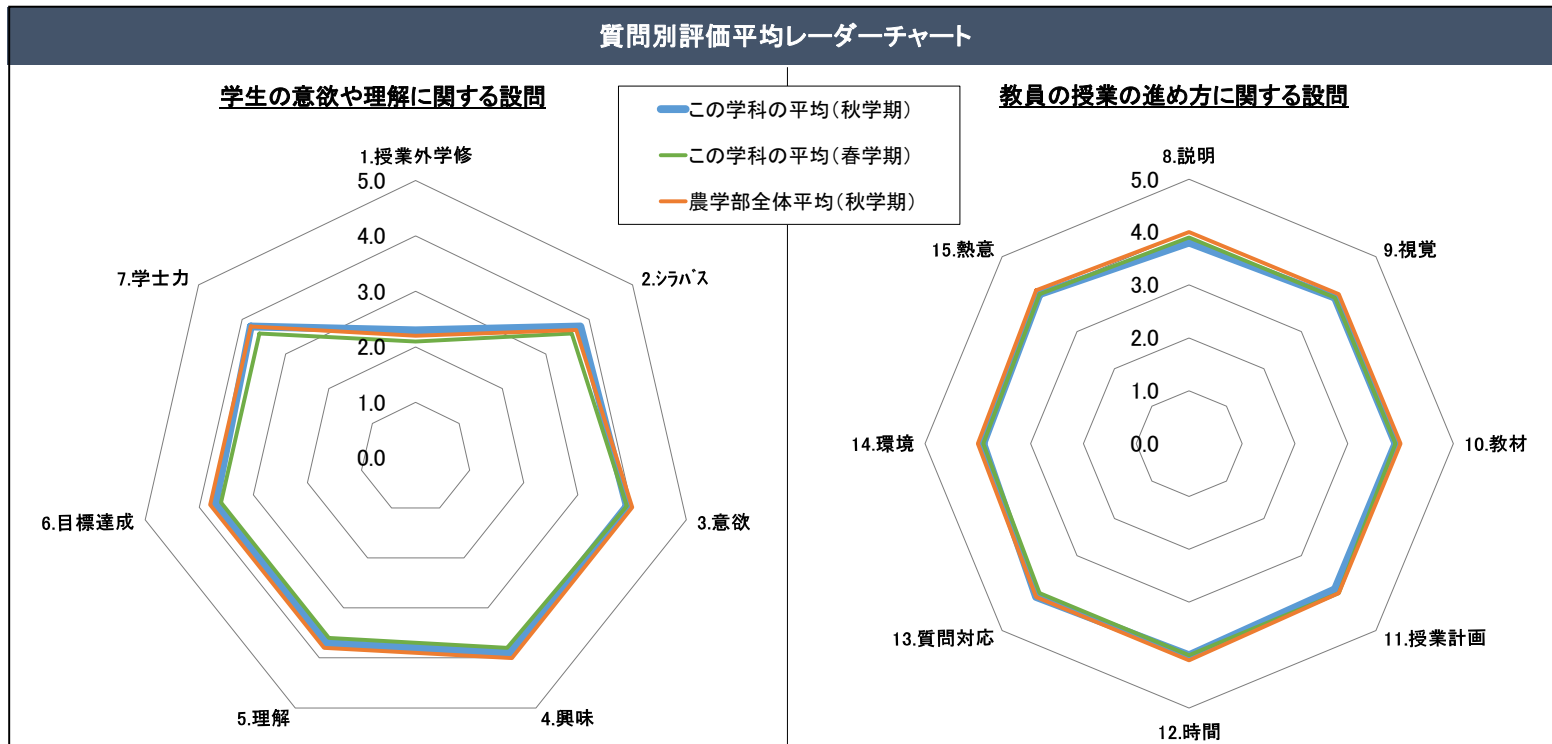 質問別評価平均レーダーチャート
学生の意欲や理解に関する設問
この学科の平均(秋学期)
この学科の平均(春学期)
農学部全体平均(秋学期)
1.授業外学修
2.ｼﾗﾊﾞｽ
3.意欲
4.興味
5.理解
6.目標達成
7.学士力
5.0
4.0
3.0
2.0
1.0
0.0
教員の授業の進め方に関する設問
8.説明
9.視覚
10.教材
11.授業計画
12.時間
13.質問対応
14.環境
15.熱意
5.0
4.0
3.0
2.0
1.0
0.0